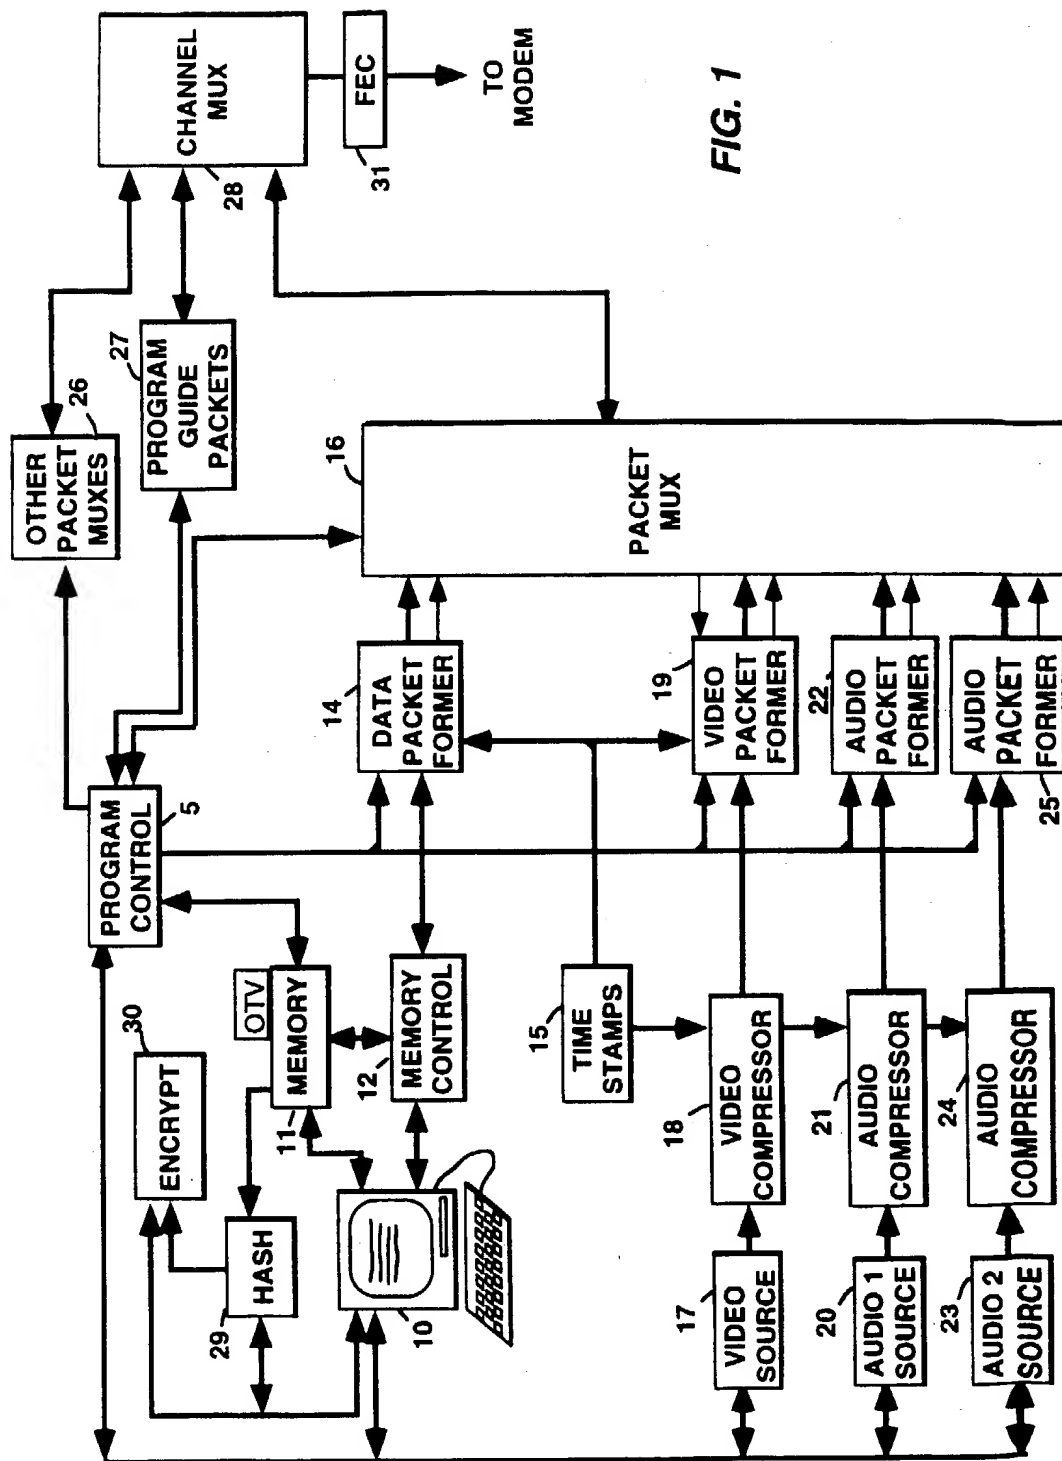 30
ENCRYPT
29
HASH
10
OTV
MEMORY
11
12
MEMORY
CONTROL
PROGRAM
CONTROL
5
OTHER
PACKET
MUXES
26
27
PROGRAM
GUIDE
PACKETS
CHANNEL
MUX
28
FEC
31
TO
MODEM
14
DATA
PACKET
FORMER
16
PACKET
MUX
15
TIME
STAMPS
17
VIDEO
SOURCE
18
VIDEO
COMPRESSOR
19
VIDEO
PACKET
FORMER
20
AUDIO 1
SOURCE
21
AUDIO
COMPRESSOR
22
AUDIO
PACKET
FORMER
23
AUDIO 2
SOURCE
24
AUDIO
COMPRESSOR
AUDIO
PACKET
FORMER
25
FIG. 1